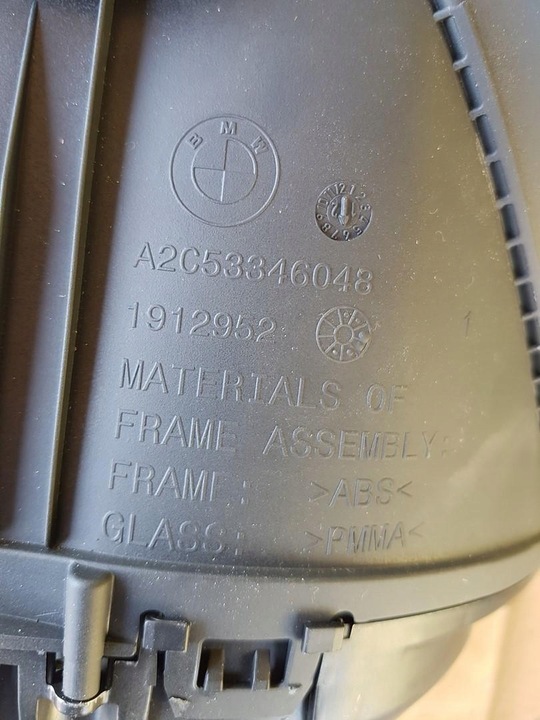 BMW
A2C53346048
1912952
1
MATERIALS OF
FRAME ASSEMBLY:
FRAME: >ABS<
GLASS: >PMMA<